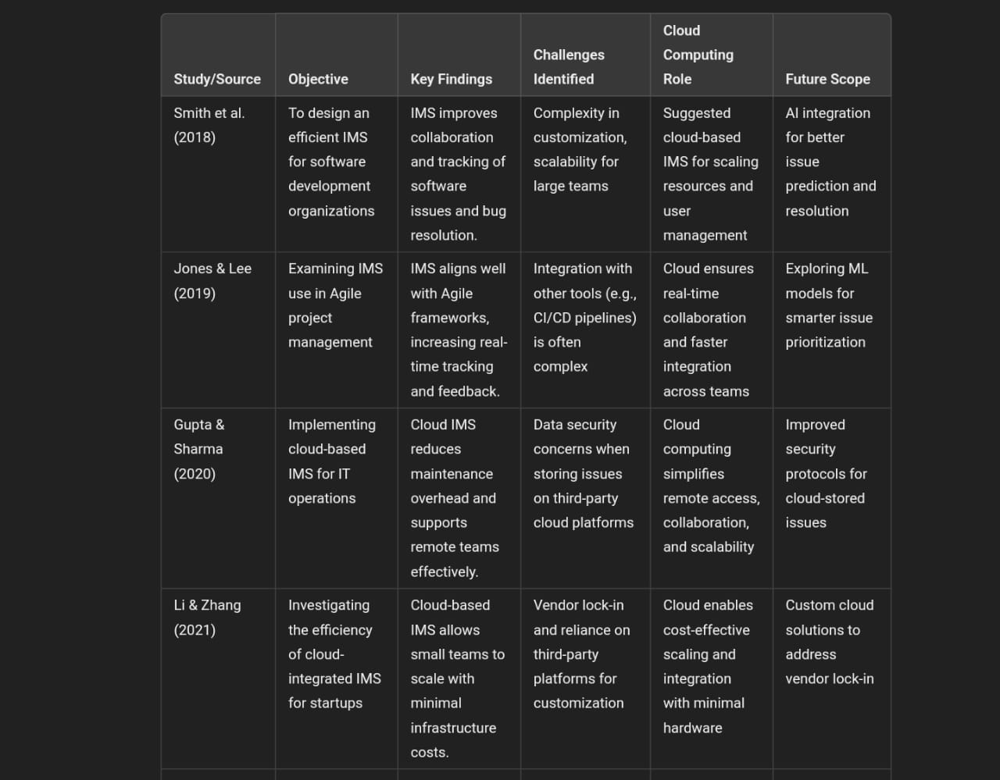 Study/Source
Objective
Key Findings
Challenges
Identified
Cloud
Computing
Role
Future Scope
Smith et al.
(2018)
To design an
efficient IMS
for software
development
organizations
IMS improves
collaboration
and tracking of
software
issues and bug
resolution.
Complexity in
customization,
scalability for
large teams
Suggested
cloud-based
IMS for scaling
resources and
user
management
AI integration
for better
issue
prediction and
resolution
Jones & Lee
(2019)
Examining IMS
use in Agile
project
management
IMS aligns well
with Agile
frameworks,
increasing real-
time tracking
and feedback.
Integration with
other tools (e.g.,
CI/CD pipelines)
is often
complex
Cloud ensures
real-time
collaboration
and faster
integration
across teams
Exploring ML
models for
smarter issue
prioritization
Gupta &
Sharma
(2020)
Implementing
cloud-based
IMS for IT
operations
Cloud IMS
reduces
maintenance
overhead and
supports
remote teams
effectively.
Data security
concerns when
storing issues
on third-party
cloud platforms
Cloud
computing
simplifies
remote access,
collaboration,
and scalability
Improved
security
protocols for
cloud-stored
issues
Li & Zhang
(2021)
Investigating
the efficiency
of cloud-
integrated IMS
for startups
Cloud-based
IMS allows
small teams to
scale with
minimal
infrastructure
costs.
Vendor lock-in
and reliance on
third-party
platforms for
customization
Cloud enables
cost-effective
scaling and
integration
with minimal
hardware
Custom cloud
solutions to
address
vendor lock-in